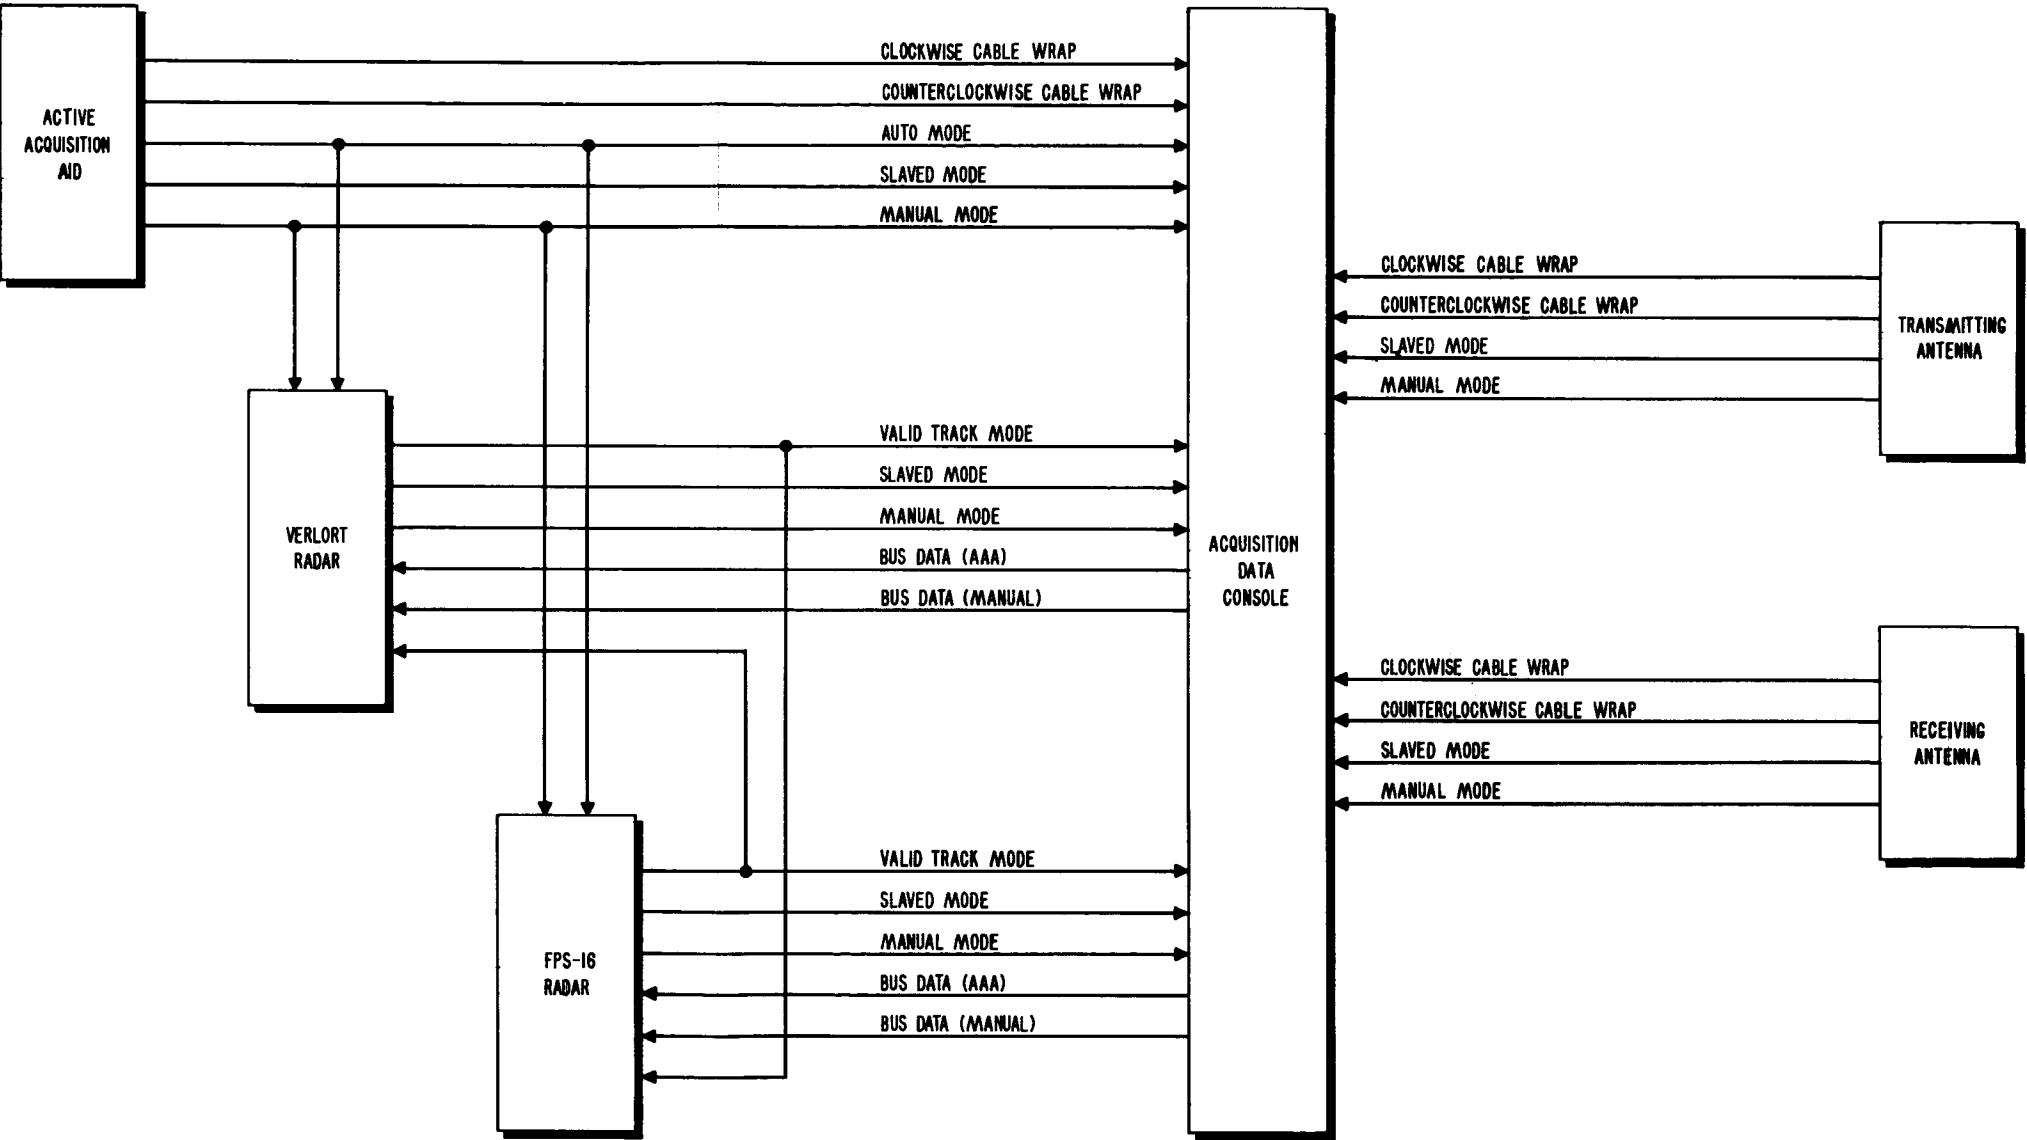 ACTIVE
ACQUISITION
AID
CLOCKWISE CABLE WRAP
COUNTERCLOCKWISE CABLE WRAP
AUTO MODE
SLAVED MODE
MANUAL MODE
VERLORT
RADAR
VALID TRACK MODE
SLAVED MODE
MANUAL MODE
BUS DATA (AAA)
BUS DATA (MANUAL)
FPS-16
RADAR
VALID TRACK MODE
SLAVED MODE
MANUAL MODE
BUS DATA (AAA)
BUS DATA (MANUAL)
ACQUISITION
DATA
CONSOLE
CLOCKWISE CABLE WRAP
COUNTERCLOCKWISE CABLE WRAP
SLAVED MODE
MANUAL MODE
TRANSMITTING
ANTENNA
CLOCKWISE CABLE WRAP
COUNTERCLOCKWISE CABLE WRAP
SLAVED MODE
MANUAL MODE
RECEIVING
ANTENNA